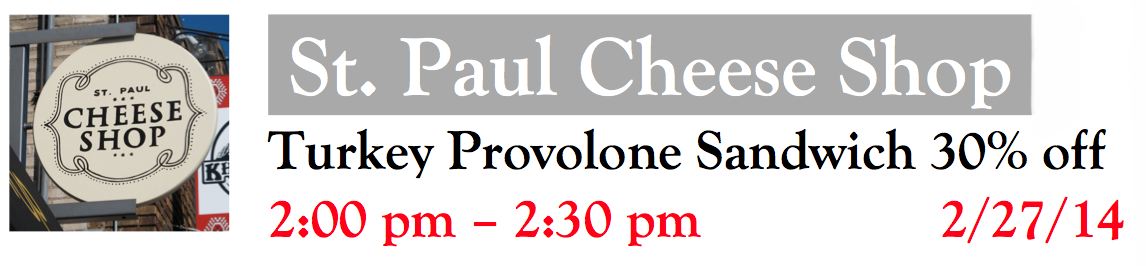 ST. PAUL
CHEESE
SHOP
St. Paul Cheese Shop
Turkey Provolone Sandwich 30% off
2:00 pm – 2:30 pm 2/27/14